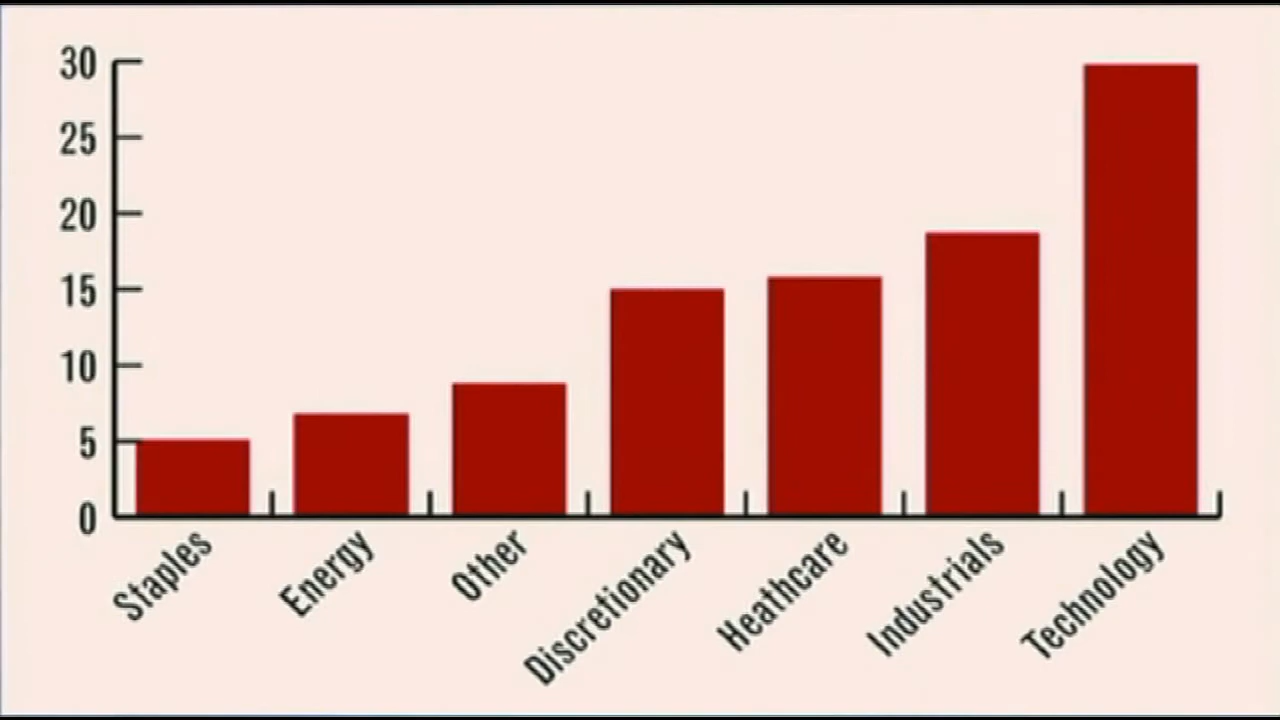 30
25
20
15
10
5
0
Staples
Energy
Other
Discretionary
Heathcare
Industrials
Technology